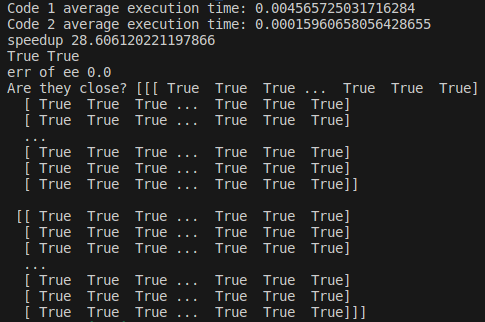 Code 1 average execution time: 0.004565725031716284
Code 2 average execution time: 0.00015960658056428655
speedup 28.606120221197866
True True
err of ee 0.0
Are they close? [[[ True  True  True ...  True  True  True]
  [ True  True  True ...  True  True  True]
  [ True  True  True ...  True  True  True]
  ...
  [ True  True  True ...  True  True  True]
  [ True  True  True ...  True  True  True]
  [ True  True  True ...  True  True  True]]

 [[ True  True  True ...  True  True  True]
  [ True  True  True ...  True  True  True]
  [ True  True  True ...  True  True  True]
  ...
  [ True  True  True ...  True  True  True]
  [ True  True  True ...  True  True  True]
  [ True  True  True ...  True  True  True]]]